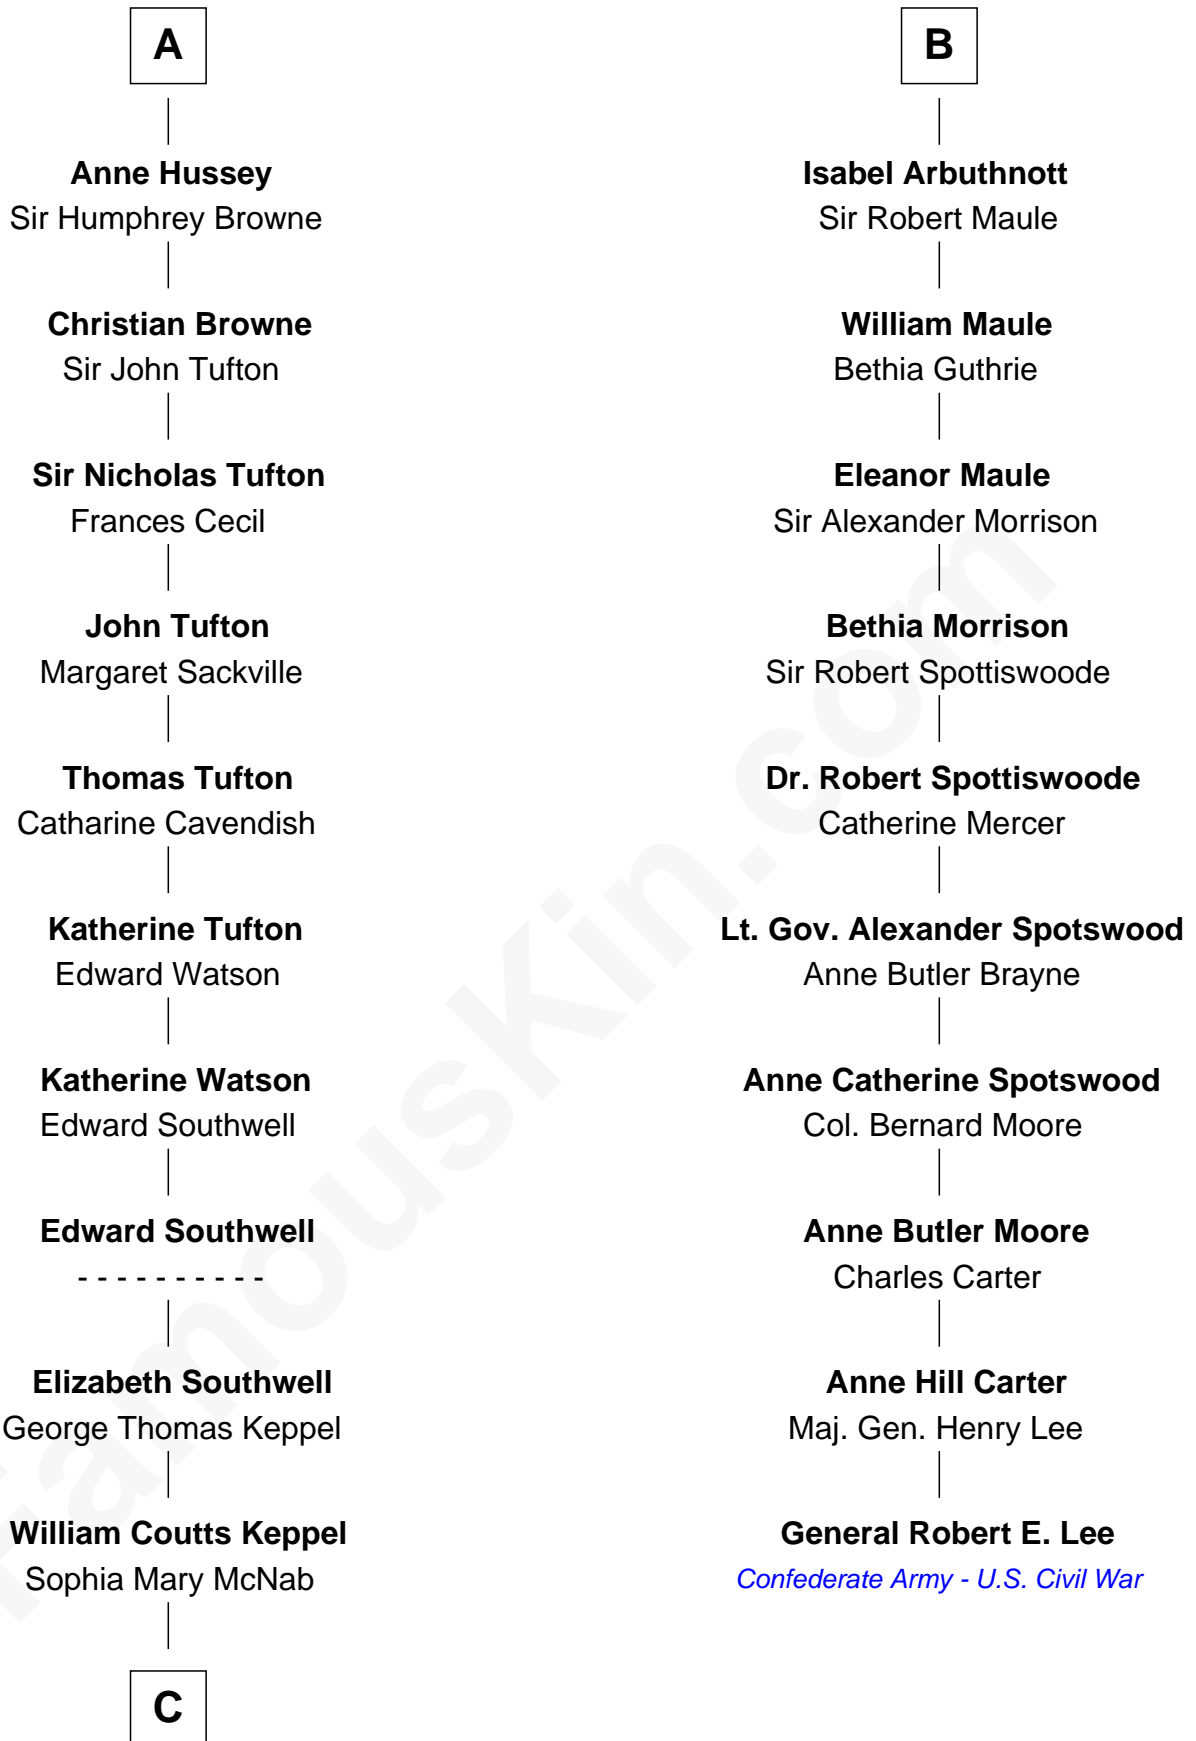 A
Anne Hussey
Sir Humphrey Browne
Christian Browne
Sir John Tufton
Sir Nicholas Tufton
Frances Cecil
John Tufton
Margaret Sackville
Thomas Tufton
Catharine Cavendish
Katherine Tufton
Edward Watson
Katherine Watson
Edward Southwell
Edward Southwell
- - - - - - - - - -
Elizabeth Southwell
George Thomas Keppel
William Coutts Keppel
Sophia Mary McNab
C
B
Isabel Arbuthnott
Sir Robert Maule
William Maule
Bethia Guthrie
Eleanor Maule
Sir Alexander Morrison
Bethia Morrison
Sir Robert Spottiswoode
Dr. Robert Spottiswoode
Catherine Mercer
Lt. Gov. Alexander Spotswood
Anne Butler Brayne
Anne Catherine Spotswood
Col. Bernard Moore
Anne Butler Moore
Charles Carter
Anne Hill Carter
Maj. Gen. Henry Lee
General Robert E. Lee
Confederate Army - U.S. Civil War
FamousKin.com